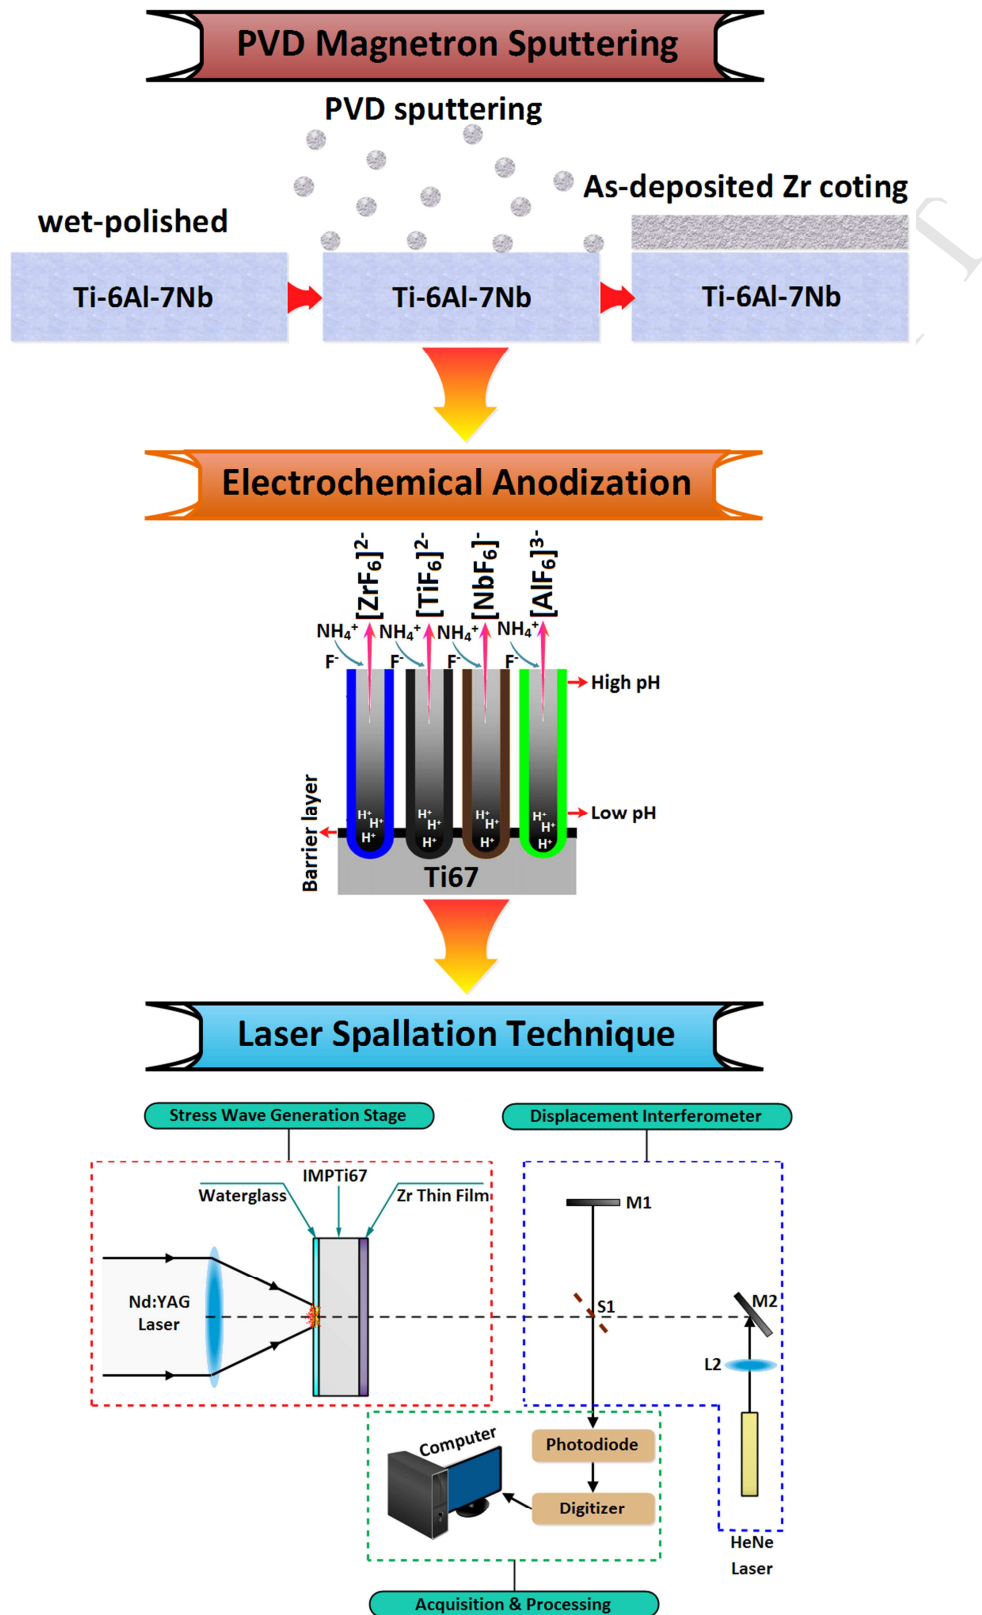 PVD Magnetron Sputtering
PVD sputtering
As-deposited Zr coting
wet-polished
Ti-6Al-7Nb
Ti-6Al-7Nb
Ti-6Al-7Nb
Electrochemical Anodization
[ZrF₆]²⁻
[TiF₆]²⁻
[NbF₆]⁻
[AlF₆]³⁻
NH₄⁺ NH₄⁺ NH₄⁺ NH₄⁺
F⁻ F⁻ F⁻ F⁻
High pH
Low pH
H⁺ H⁺ H⁺ H⁺
H⁺ H⁺ H⁺ H⁺
H⁺ H⁺ H⁺ H⁺
Barrier layer
Ti67
Laser Spallation Technique
Stress Wave Generation Stage
Displacement Interferometer
IMPTi67
Waterglass
Zr Thin Film
M1
Nd:YAG
Laser
S1
M2
L2
Computer
Photodiode
Digitizer
HeNe
Laser
Acquisition & Processing